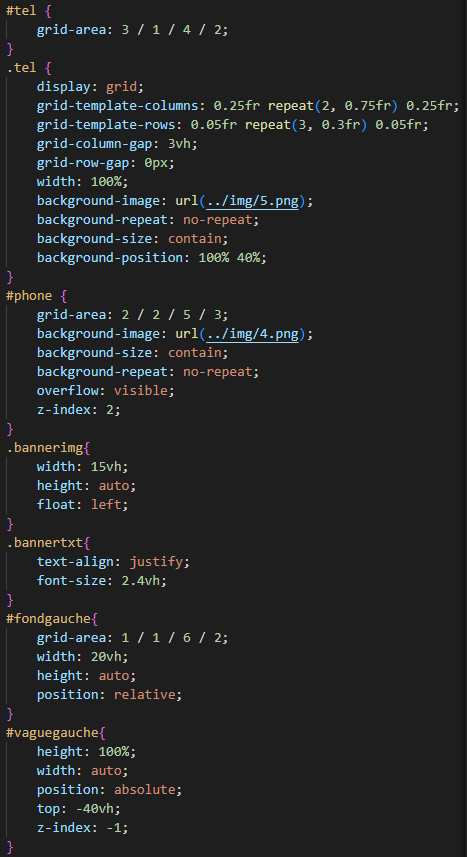 #tel {
    grid-area: 3 / 1 / 4 / 2;
}
.tel {
    display: grid;
    grid-template-columns: 0.25fr repeat(2, 0.75fr) 0.25fr;
    grid-template-rows: 0.05fr repeat(3, 0.3fr) 0.05fr;
    grid-column-gap: 3vh;
    grid-row-gap: 0px;
    width: 100%;
    background-image: url(../img/5.png);
    background-repeat: no-repeat;
    background-size: contain;
    background-position: 100% 40%;
}
#phone {
    grid-area: 2 / 2 / 5 / 3;
    background-image: url(../img/4.png);
    background-size: contain;
    background-repeat: no-repeat;
    overflow: visible;
    z-index: 2;
}
.bannerimg{
    width: 15vh;
    height: auto;
    float: left;
}
.bannertxt{
    text-align: justify;
    font-size: 2.4vh;
}
#fondgauche{
    grid-area: 1 / 1 / 6 / 2;
    width: 20vh;
    height: auto;
    position: relative;
}
#vaguegauche{
    height: 100%;
    width: auto;
    position: absolute;
    top: -40vh;
    z-index: -1;
}